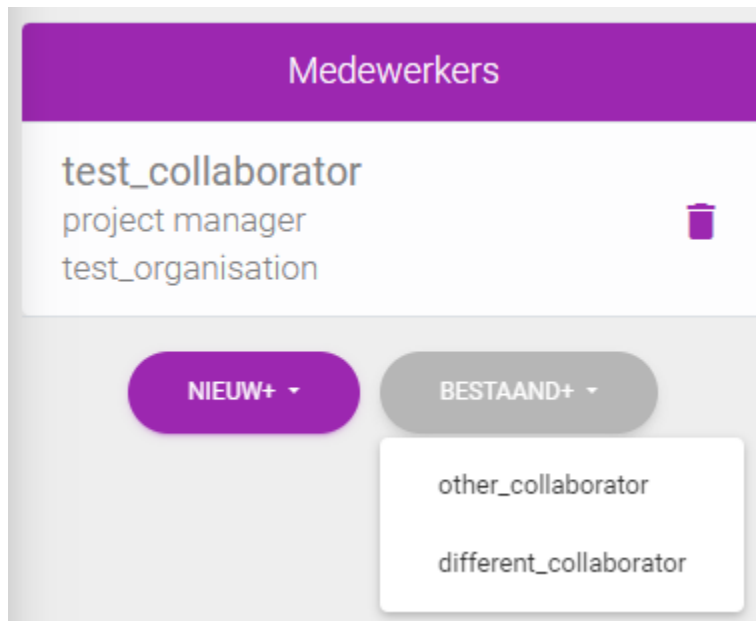 Medewerkers
test_collaborator
project manager
test_organisation
NIEUW+
BESTAAND+
other_collaborator
different_collaborator